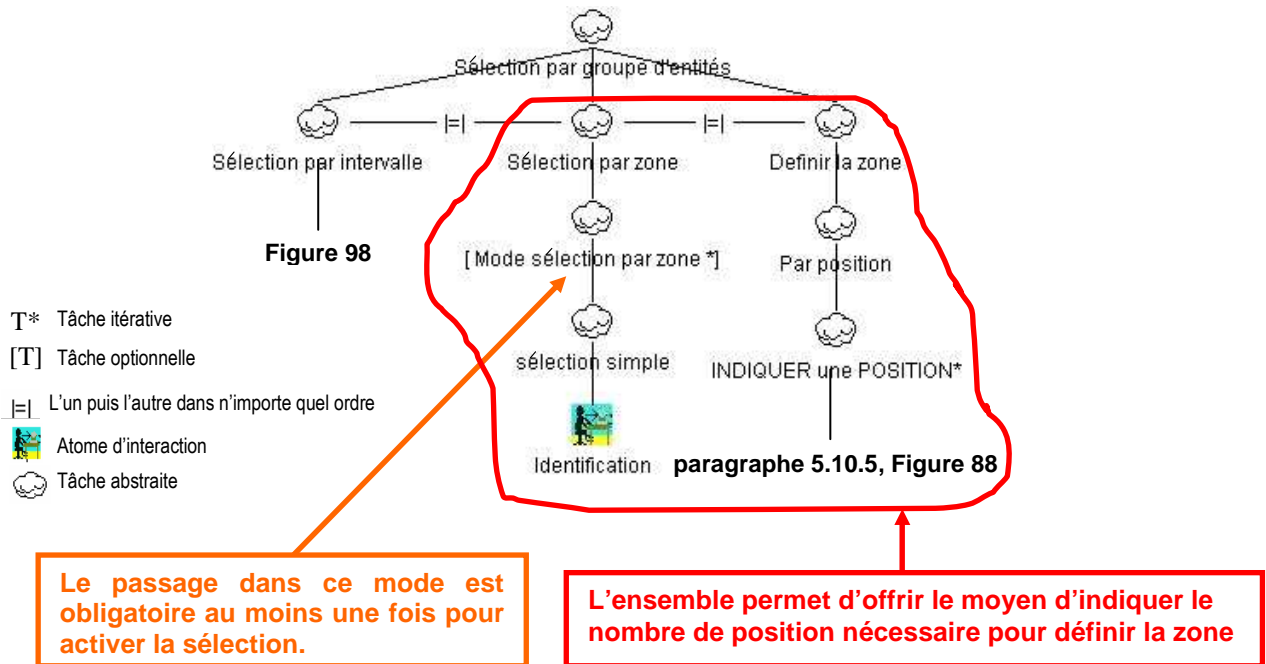 Sélection par groupe d'entités
|=|
|=|
Sélection par intervalle
Sélection par zone
Definir la zone
Figure 98
[ Mode sélection par zone *]
Par position
T* Tâche itérative
[T] Tâche optionnelle
|=| L'un puis l'autre dans n'importe quel ordre
Atome d'interaction
Tâche abstraite
sélection simple
INDIQUER une POSITION*
Identification
paragraphe 5.10.5, Figure 88
Le passage dans ce mode est
obligatoire au moins une fois pour
activer la sélection.
L'ensemble permet d'offrir le moyen d'indiquer le
nombre de position nécessaire pour définir la zone